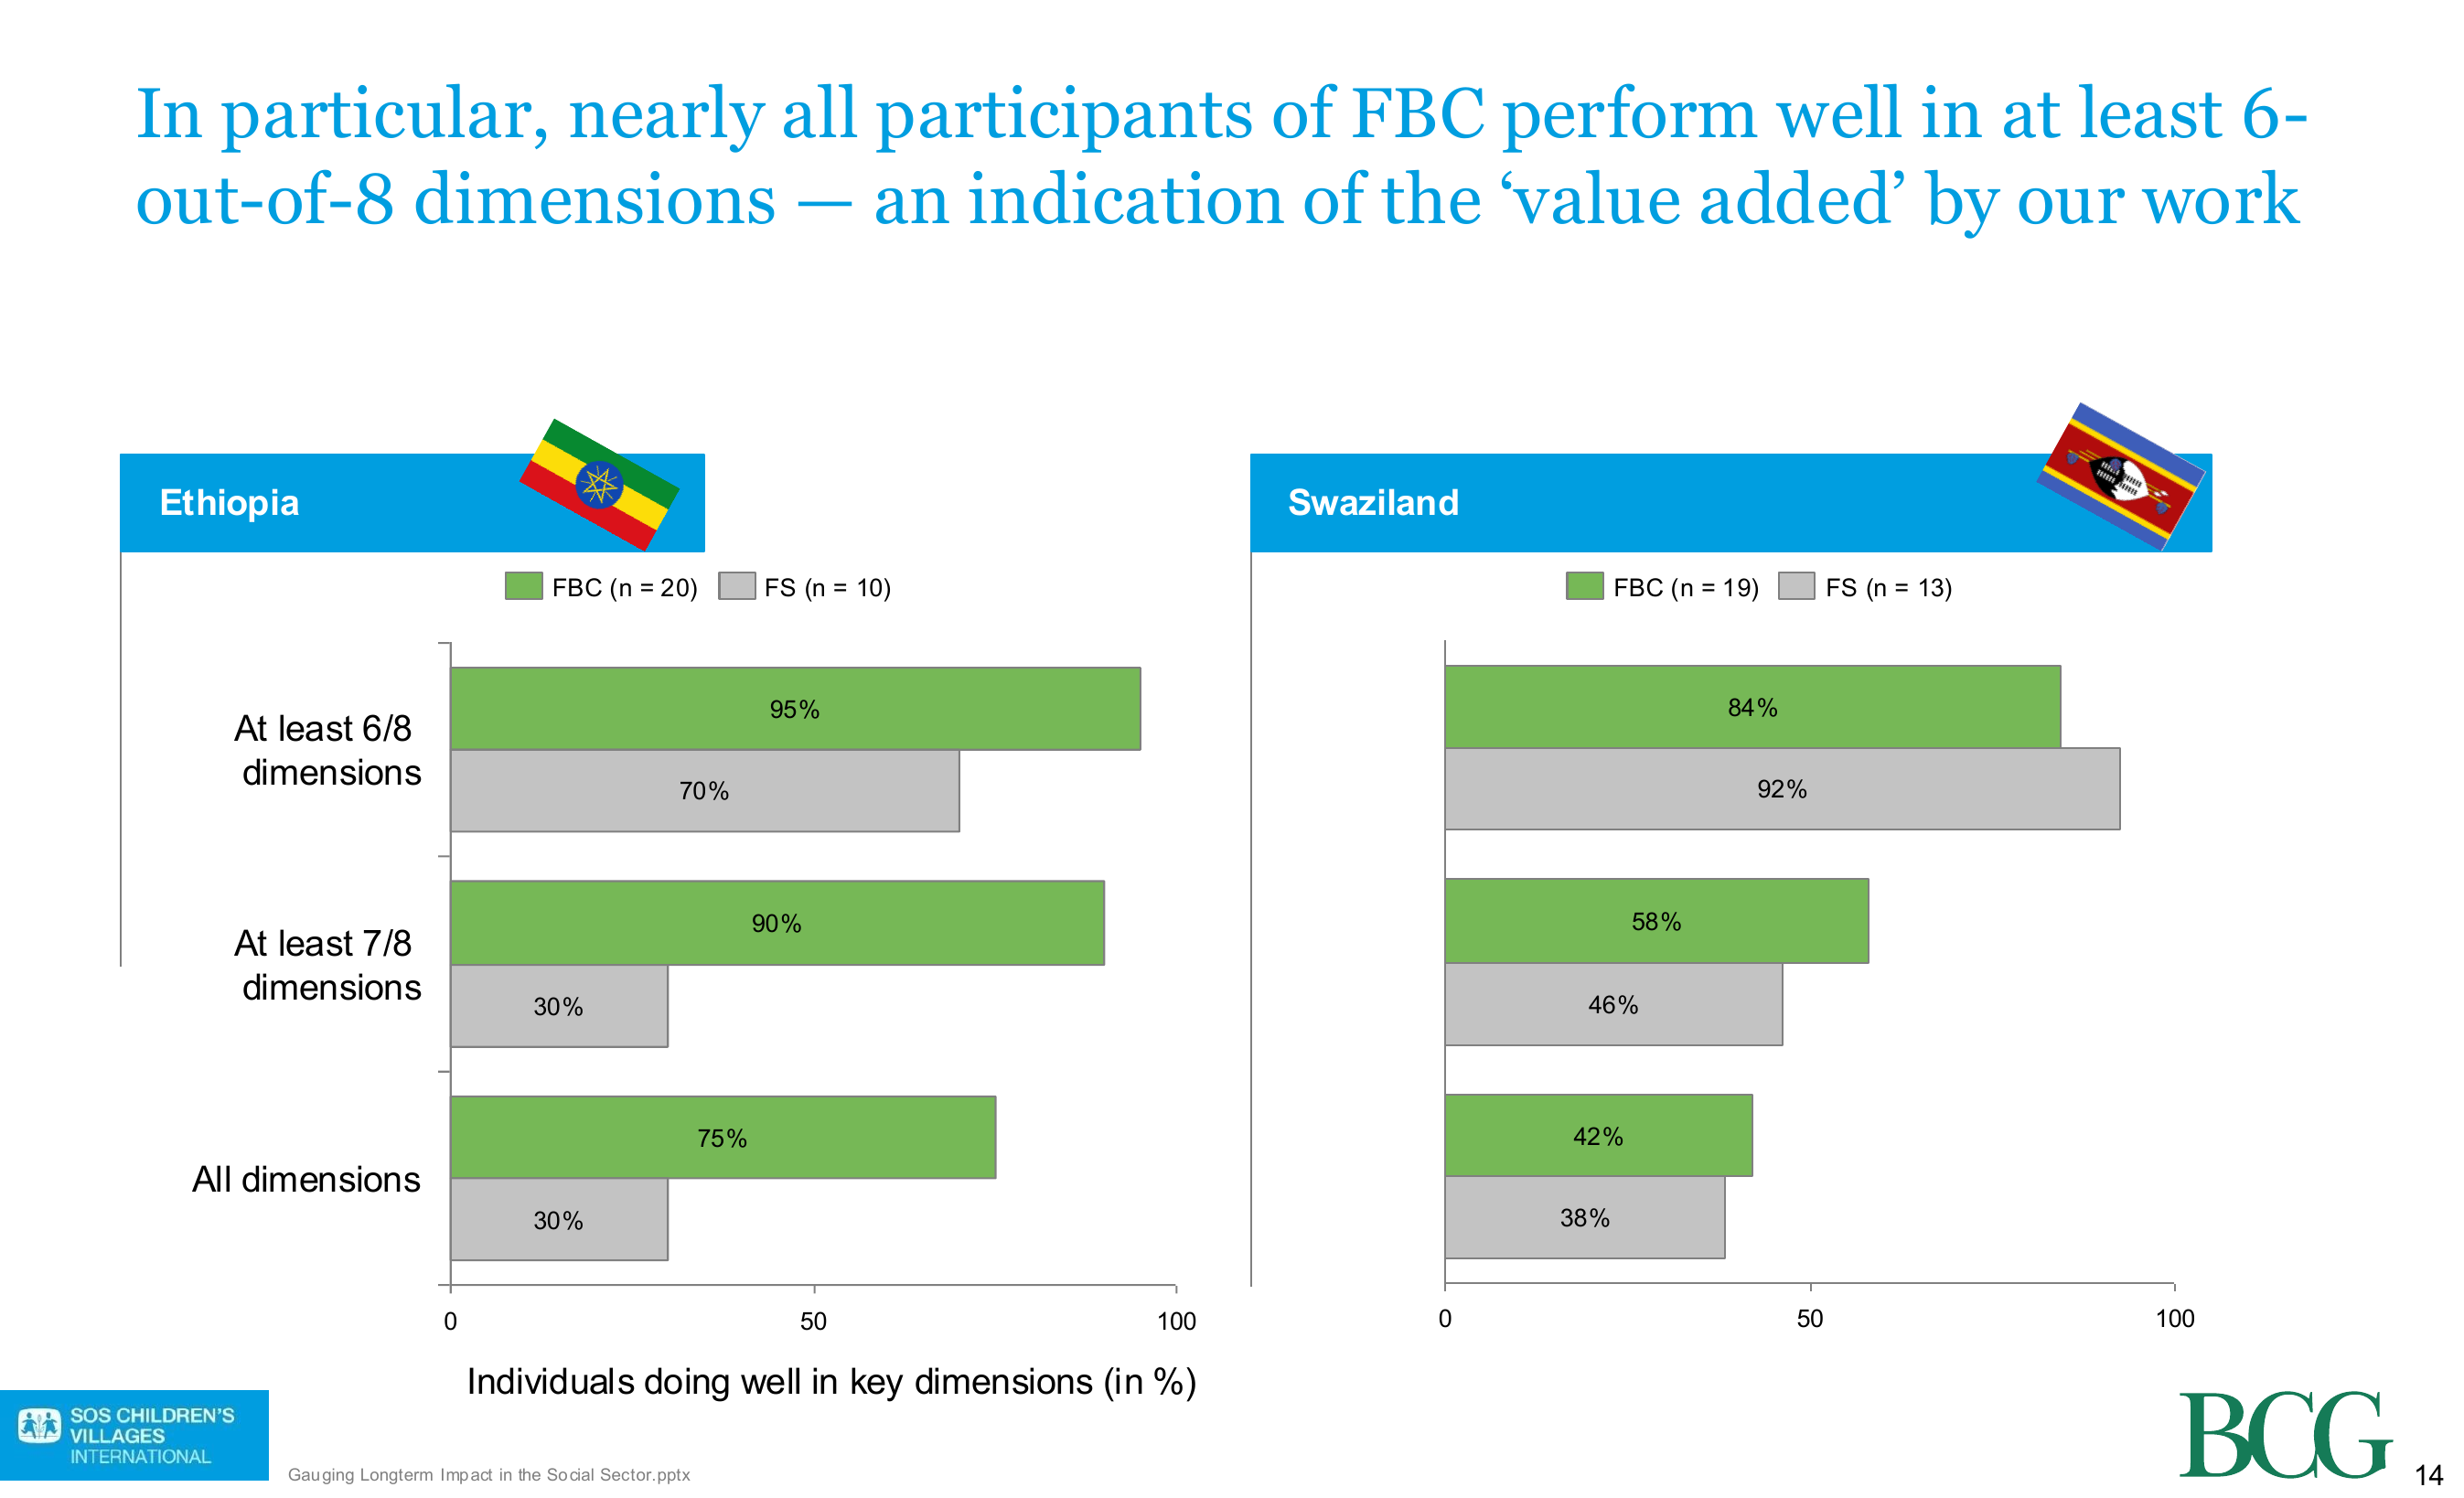 In particular, nearly all participants of FBC perform well in at least 6-
out-of-8 dimensions — an indication of the ‘value added’ by our work
Ethiopia
FBC (n = 20) FS (n = 10)
At least 6/8
dimensions
95%
70%
At least 7/8
dimensions
90%
30%
All dimensions
75%
30%
0 50 100
Individuals doing well in key dimensions (in %)
Swaziland
FBC (n = 19) FS (n = 13)
84%
92%
58%
46%
42%
38%
0 50 100
SOS CHILDREN'S
VILLAGES
INTERNATIONAL
Gauging Longterm Impact in the Social Sector.pptx
BCG
14